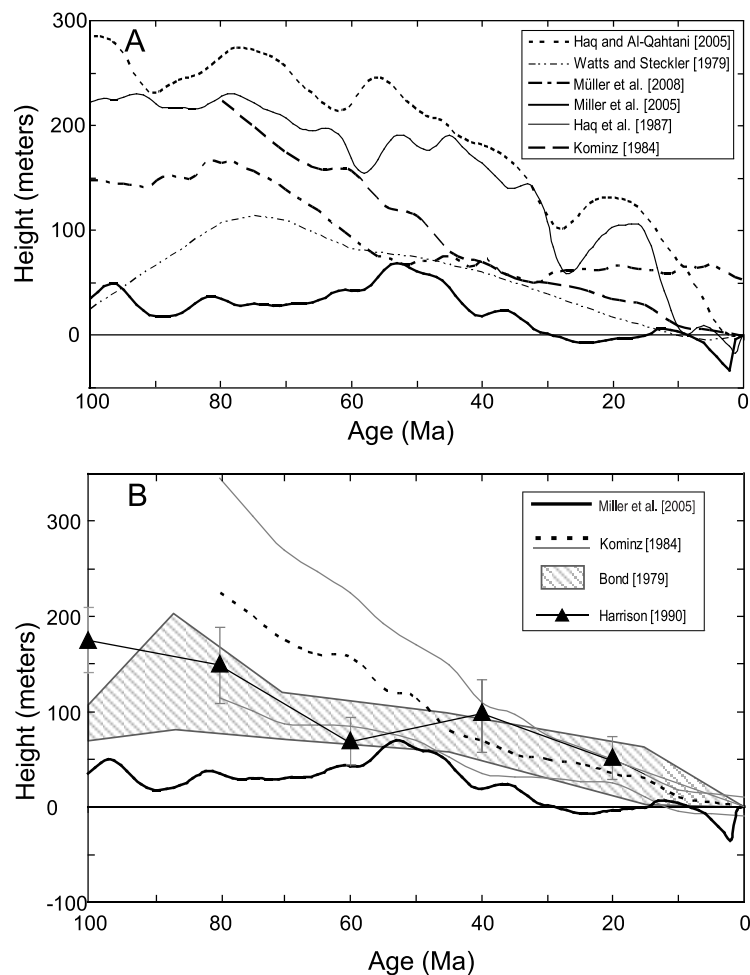 A
Haq and Al-Qahtani [2005]
Watts and Steckler [1979]
Müller et al. [2008]
Miller et al. [2005]
Haq et al. [1987]
Kominz [1984]
300
200
100
0
Height (meters)
100
80
60
40
20
0
Age (Ma)
B
Miller et al. [2005]
Kominz [1984]
Bond [1979]
Harrison [1990]
300
200
100
0
-100
Height (meters)
100
80
60
40
20
0
Age (Ma)